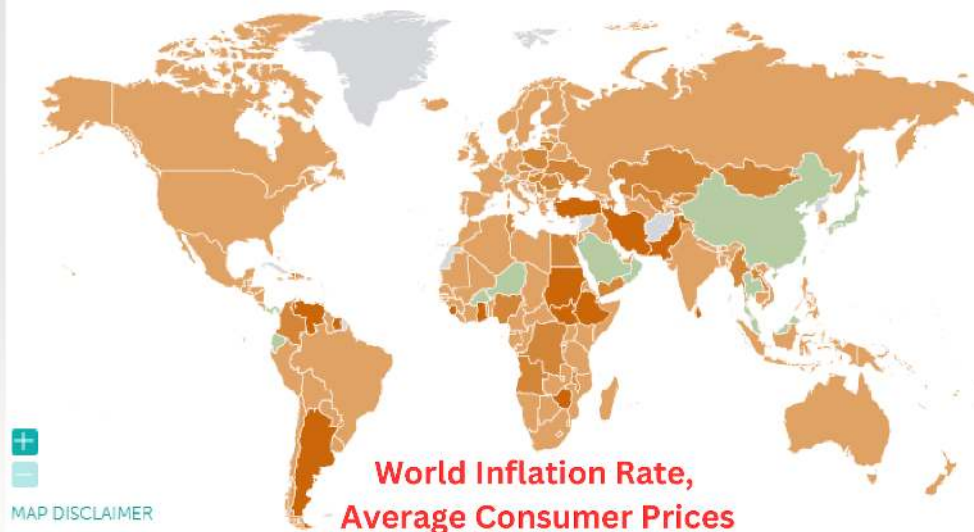 +
−
MAP DISCLAIMER
World Inflation Rate,
Average Consumer Prices